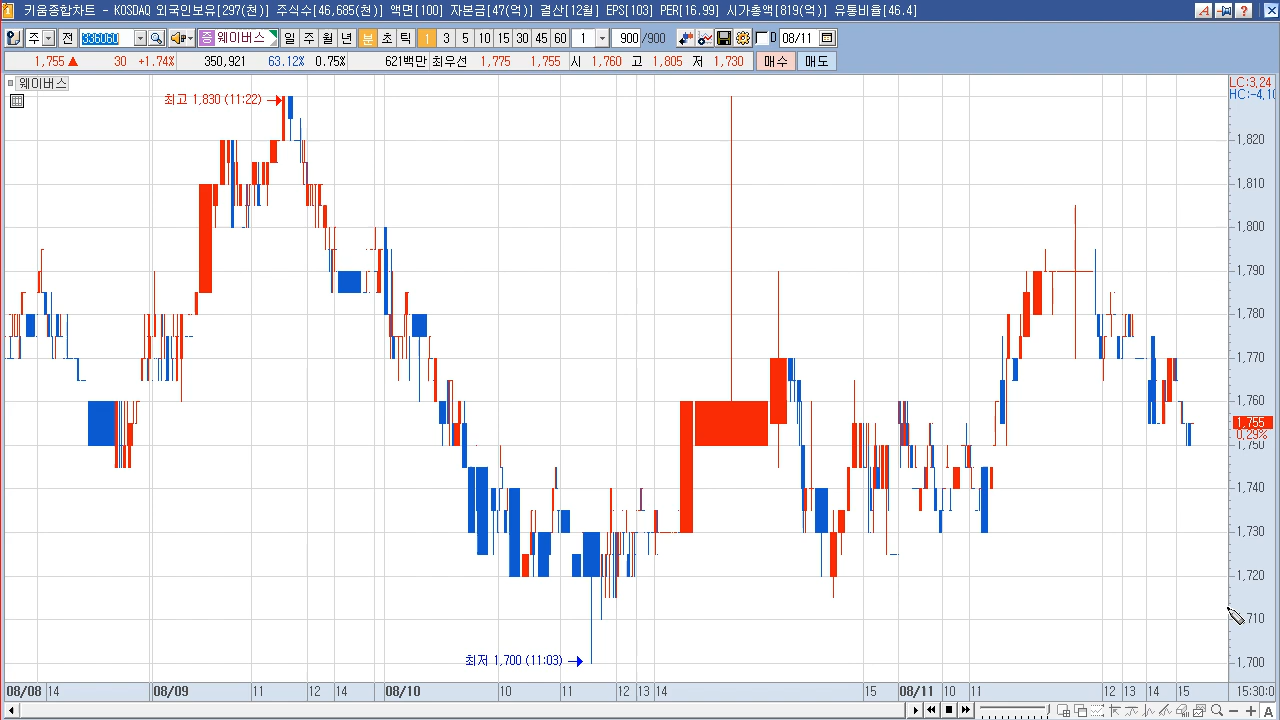 키움종합차트 - KOSDAQ 외국인보유[297(천)] 주식수[46,685(천)] 액면[100] 자본금[47(억)] 결산[12월] EPS[103] PER[16.99] 시가총액[819(억)] 유통비율[46.4]
주 전 336060 증 웨이버스 일 주 월 년 분 초 틱 1 3 5 10 15 30 45 60 1 900 /900 D 08/11
1,755 ▲ 30 +1.74% 350,921 63.12% 0.75% 621백만 최우선 1,775 1,755 시 1,760 고 1,805 저 1,730 매수 매도
웨이버스
LC:3,24
HC:-4,10
최고 1,830 (11:22)
1,820
1,810
1,800
1,790
1,780
1,770
1,760
1,755
0.29%
1,750
1,740
1,730
1,720
1,710
최저 1,700 (11:03)
1,700
08/08 14 08/09 11 12 14 08/10 10 11 12 13 14 15 08/11 10 11 12 13 14 15 15:30:0
A